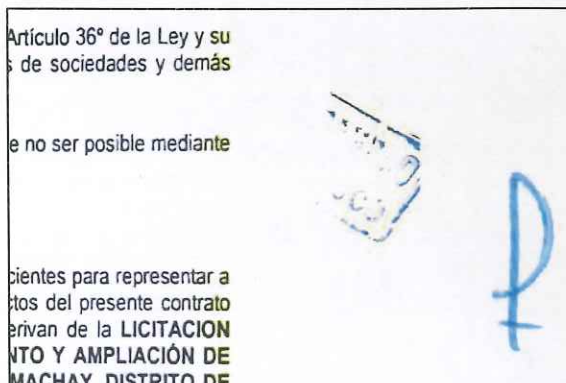 Artículo 36º de la Ley y su
s de sociedades y demás
e no ser posible mediante
cientes para representar a
ctos del presente contrato
erivan de la LICITACION
NTO Y AMPLIACIÓN DE
MACHAY, DISTRITO DE